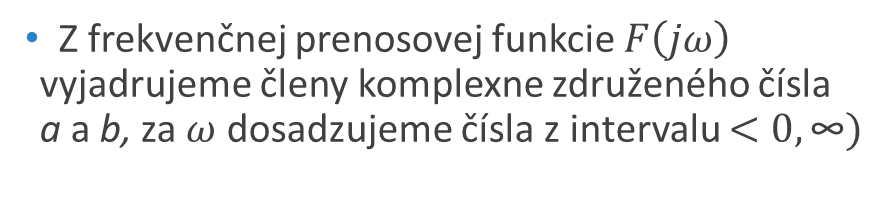 • Z frekvenčnej prenosovej funkcie F(jω)
vyjadrujeme členy komplexne združeného čísla
a a b, za ω dosadzujeme čísla z intervalu < 0, ∞)